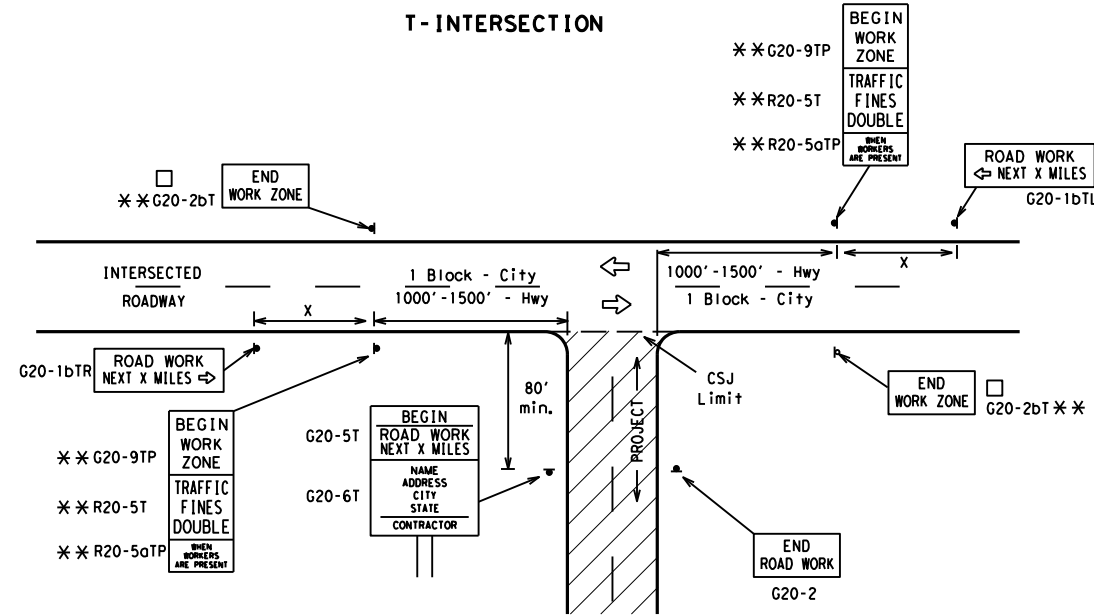 T-INTERSECTION
BEGIN
WORK
ZONE
TRAFFIC
FINES
DOUBLE
WHEN
WORKERS
ARE PRESENT
**G20-9TP
**R20-5T
**R20-5aTP
ROAD WORK
⇦ NEXT X MILES
G20-1bTL
□
**G20-2bT
END
WORK ZONE
INTERSECTED
ROADWAY
1 Block - City
1000'-1500' - Hwy
X
⇦
⇨
1000'-1500' - Hwy
1 Block - City
X
G20-1bTR
ROAD WORK
NEXT X MILES ⇨
80'
min.
CSJ
Limit
PROJECT
END
WORK ZONE
□
G20-2bT **
**G20-9TP
**R20-5T
**R20-5aTP
BEGIN
WORK
ZONE
TRAFFIC
FINES
DOUBLE
WHEN
WORKERS
ARE PRESENT
G20-5T
G20-6T
BEGIN
ROAD WORK
NEXT X MILES
NAME
ADDRESS
CITY
STATE
CONTRACTOR
END
ROAD WORK
G20-2